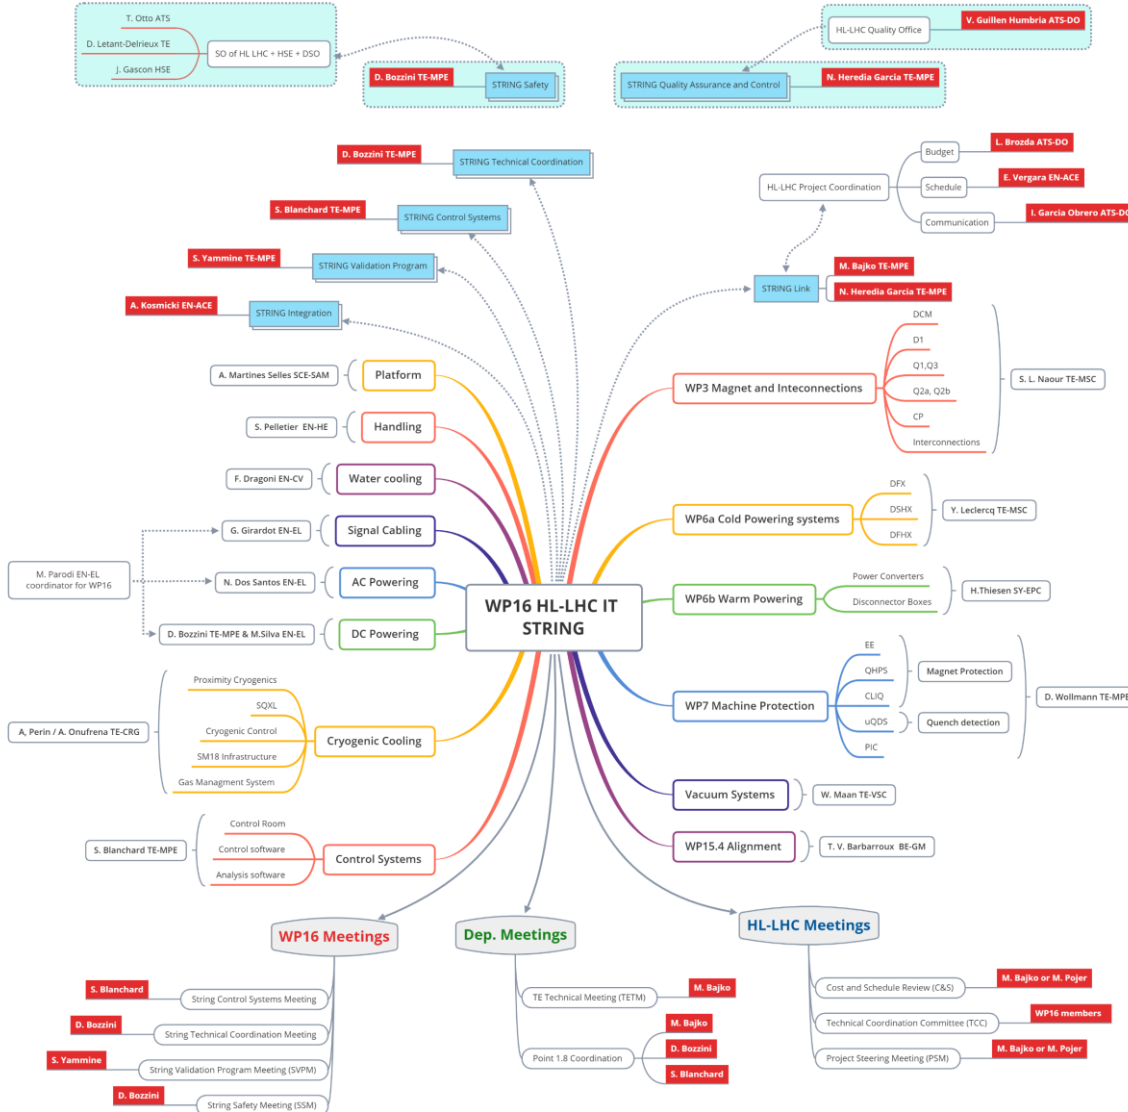 T. Otto ATS
D. Letant-Delrieux TE
J. Gascon HSE
SO of HL LHC + HSE + DSO
D. Bozzini TE-MPE
STRING Safety
HL-LHC Quality Office
V. Guillen Humbria ATS-DO
STRING Quality Assurance and Control
N. Heredia Garcia TE-MPE
D. Bozzini TE-MPE
STRING Technical Coordination
S. Blanchard TE-MPE
STRING Control Systems
S. Yammine TE-MPE
STRING Validation Program
A. Kosmicki EN-ACE
STRING Integration
HL-LHC Project Coordination
Budget
L. Brozda ATS-DO
Schedule
E. Vergara EN-ACE
Communication
I. Garcia Obrero ATS-DO
STRING Link
M. Bajko TE-MPE
N. Heredia Garcia TE-MPE
A. Martines Selles SCE-SAM
Platform
S. Pelletier EN-HE
Handling
F. Dragoni EN-CV
Water cooling
G. Girardot EN-EL
Signal Cabling
M. Parodi EN-EL
coordinator for WP16
N. Dos Santos EN-EL
AC Powering
D. Bozzini TE-MPE & M.Silva EN-EL
DC Powering
WP16 HL-LHC IT
STRING
A, Perin / A. Onufrena TE-CRG
Proximity Cryogenics
SQXL
Cryogenic Control
SM18 Infrastructure
Gas Managment System
Cryogenic Cooling
S. Blanchard TE-MPE
Control Room
Control software
Analysis software
Control Systems
WP3 Magnet and Inteconnections
DCM
D1
Q1,Q3
Q2a, Q2b
CP
Interconnections
S. L. Naour TE-MSC
WP6a Cold Powering systems
DFX
DSHX
DFHX
Y. Leclercq TE-MSC
WP6b Warm Powering
Power Converters
Disconnector Boxes
H.Thiesen SY-EPC
WP7 Machine Protection
EE
QHPS
CLIQ
uQDS
PIC
Magnet Protection
Quench detection
D. Wollmann TE-MPE
Vacuum Systems
W. Maan TE-VSC
WP15.4 Alignment
T. V. Barbarroux BE-GM
WP16 Meetings
S. Blanchard
String Control Systems Meeting
D. Bozzini
String Technical Coordination Meeting
S. Yammine
String Validation Program Meeting (SVPM)
D. Bozzini
String Safety Meeting (SSM)
Dep. Meetings
TE Technical Meeting (TETM)
M. Bajko
Point 1.8 Coordination
M. Bajko
D. Bozzini
S. Blanchard
HL-LHC Meetings
Cost and Schedule Review (C&S)
M. Bajko or M. Pojer
Technical Coordination Committee (TCC)
WP16 members
Project Steering Meeting (PSM)
M. Bajko or M. Pojer